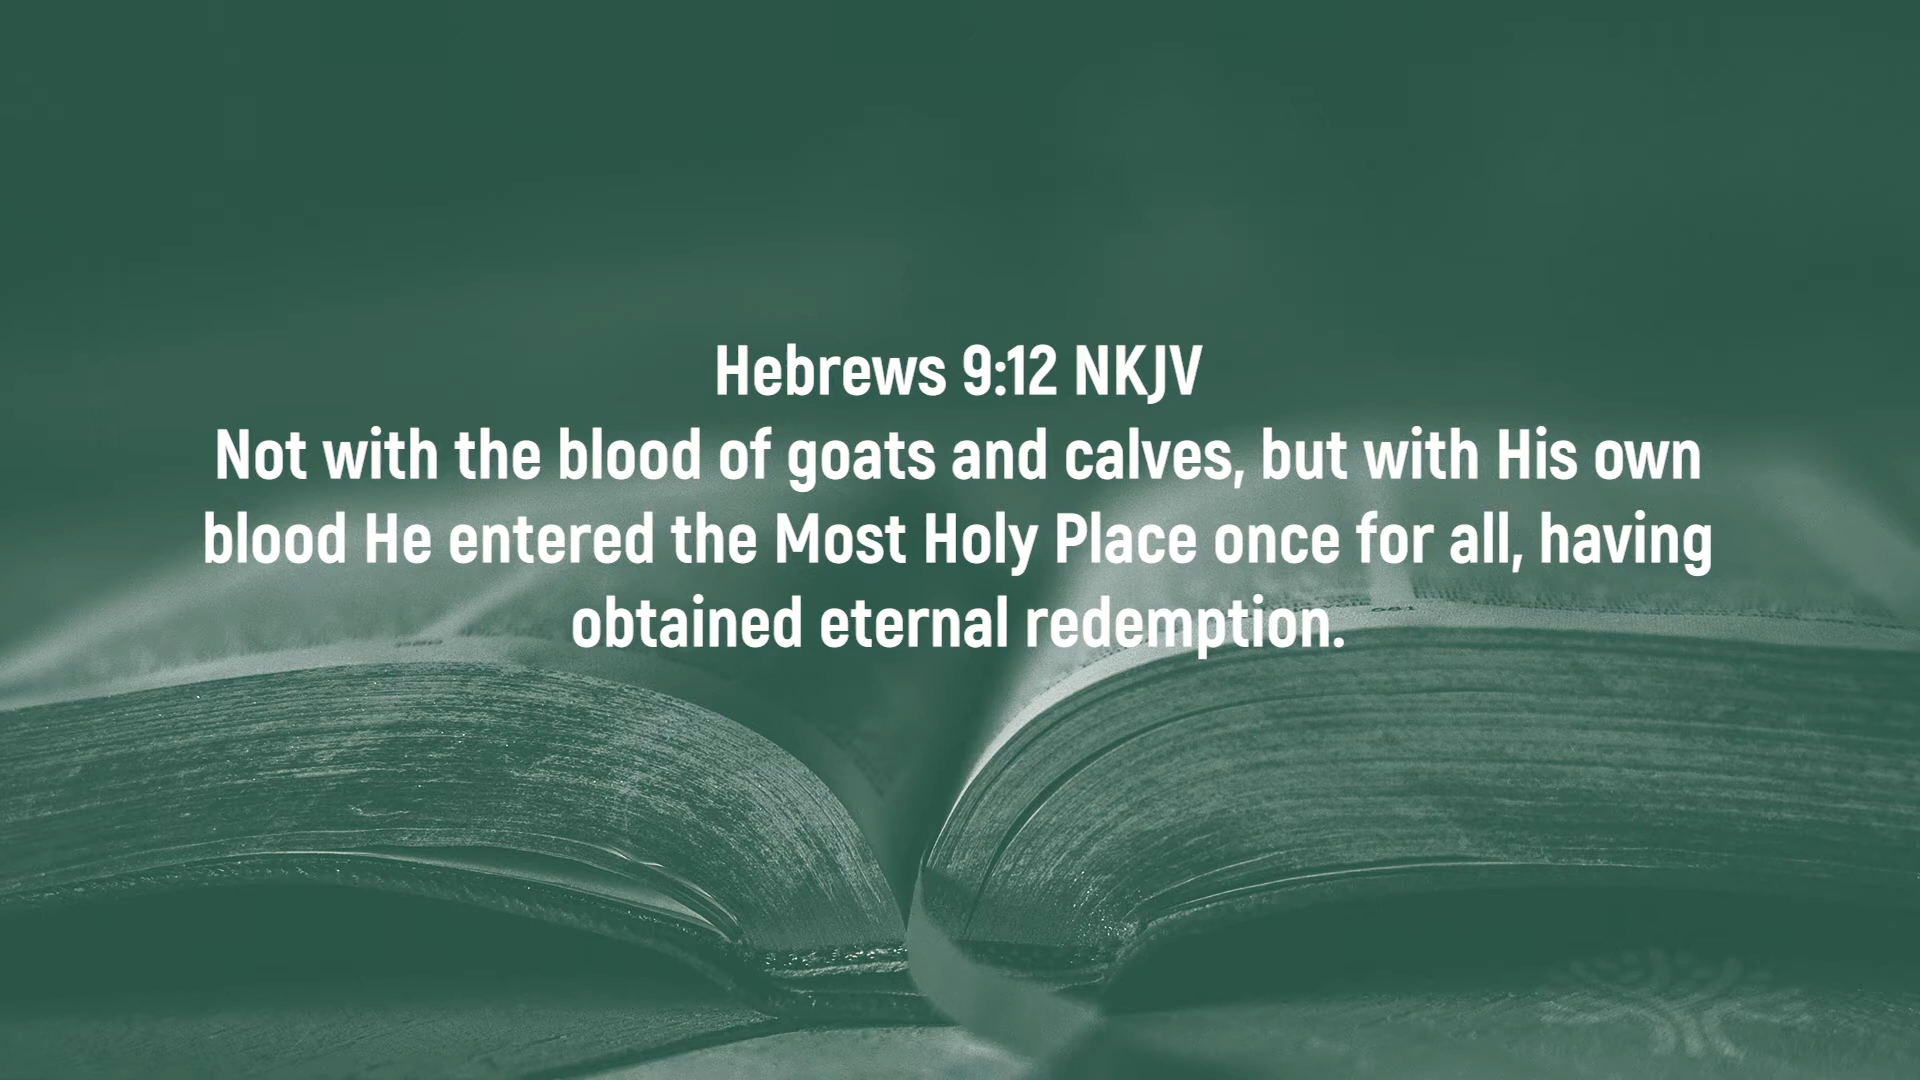 Hebrews 9:12 NKJV
Not with the blood of goats and calves, but with His own
blood He entered the Most Holy Place once for all, having
obtained eternal redemption.